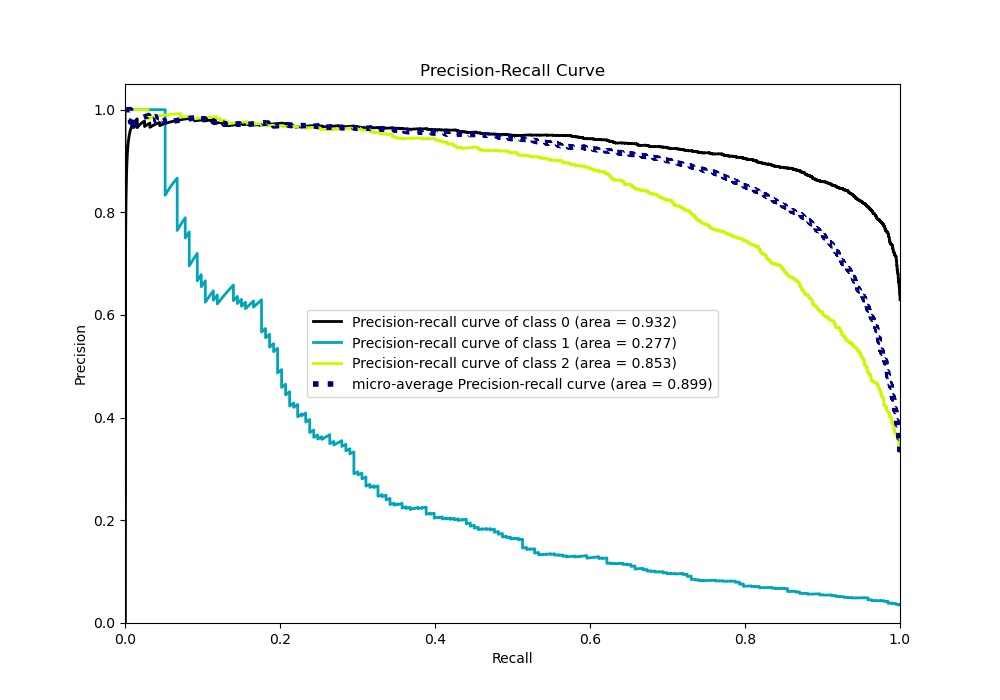 Precision-Recall Curve
1.0
0.8
0.6
0.4
0.2
0.0
Precision
Precision-recall curve of class 0 (area = 0.932)
Precision-recall curve of class 1 (area = 0.277)
Precision-recall curve of class 2 (area = 0.853)
micro-average Precision-recall curve (area = 0.899)
0.0 0.2 0.4 0.6 0.8 1.0
Recall